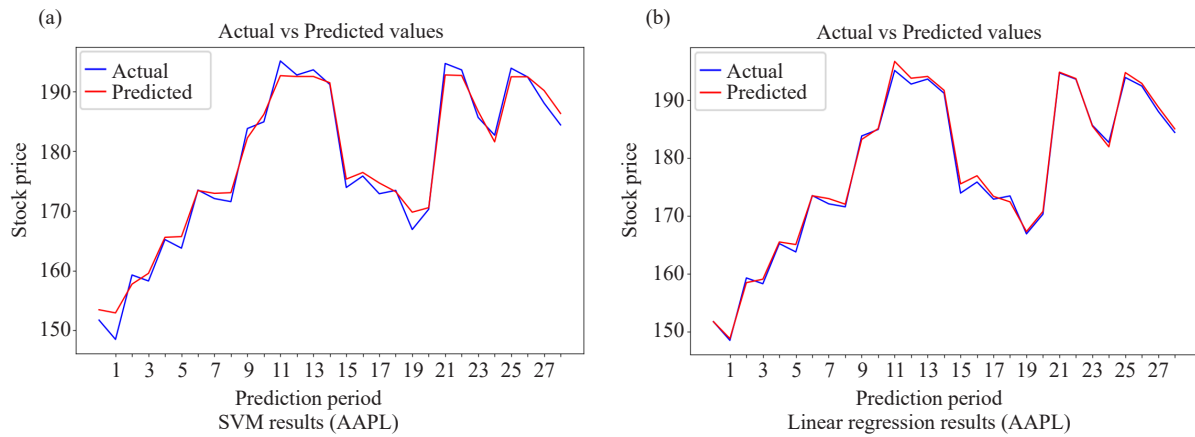 (a)
Actual vs Predicted values
Actual
Predicted
Stock price
190
180
170
160
150
1 3 5 7 9 11 13 15 17 19 21 23 25 27
Prediction period
SVM results (AAPL)
(b)
Actual vs Predicted values
Actual
Predicted
Stock price
190
180
170
160
150
1 3 5 7 9 11 13 15 17 19 21 23 25 27
Prediction period
Linear regression results (AAPL)